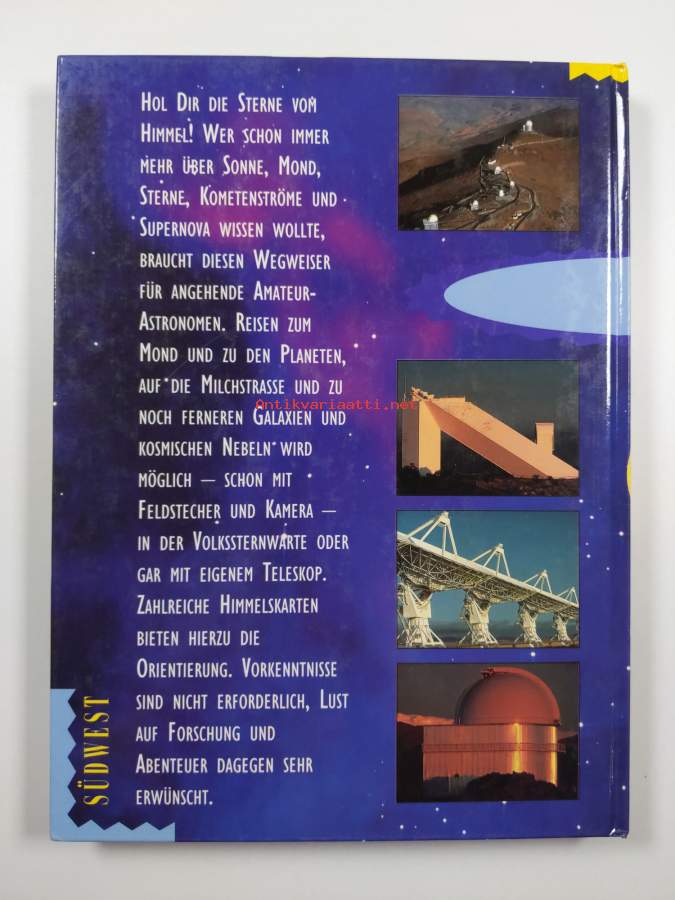 Hol Dir die Sterne vom
Himmel! Wer schon immer
mehr über Sonne, Mond,
Sterne, Kometenströme und
Supernova wissen wollte,
braucht diesen Wegweiser
für angehende Amateur-
Astronomen. Reisen zum
Mond und zu den Planeten,
auf die Milchstrasse und zu
noch ferneren Galaxien und
kosmischen Nebeln wird
möglich – schon mit
Feldstecher und Kamera –
in der Volkssternwarte oder
gar mit eigenem Teleskop.
Zahlreiche Himmelskarten
bieten hierzu die
Orientierung. Vorkenntnisse
sind nicht erforderlich, Lust
auf Forschung und
Abenteuer dagegen sehr
erwünscht.
SÜDWEST
Antikvariaatti.net